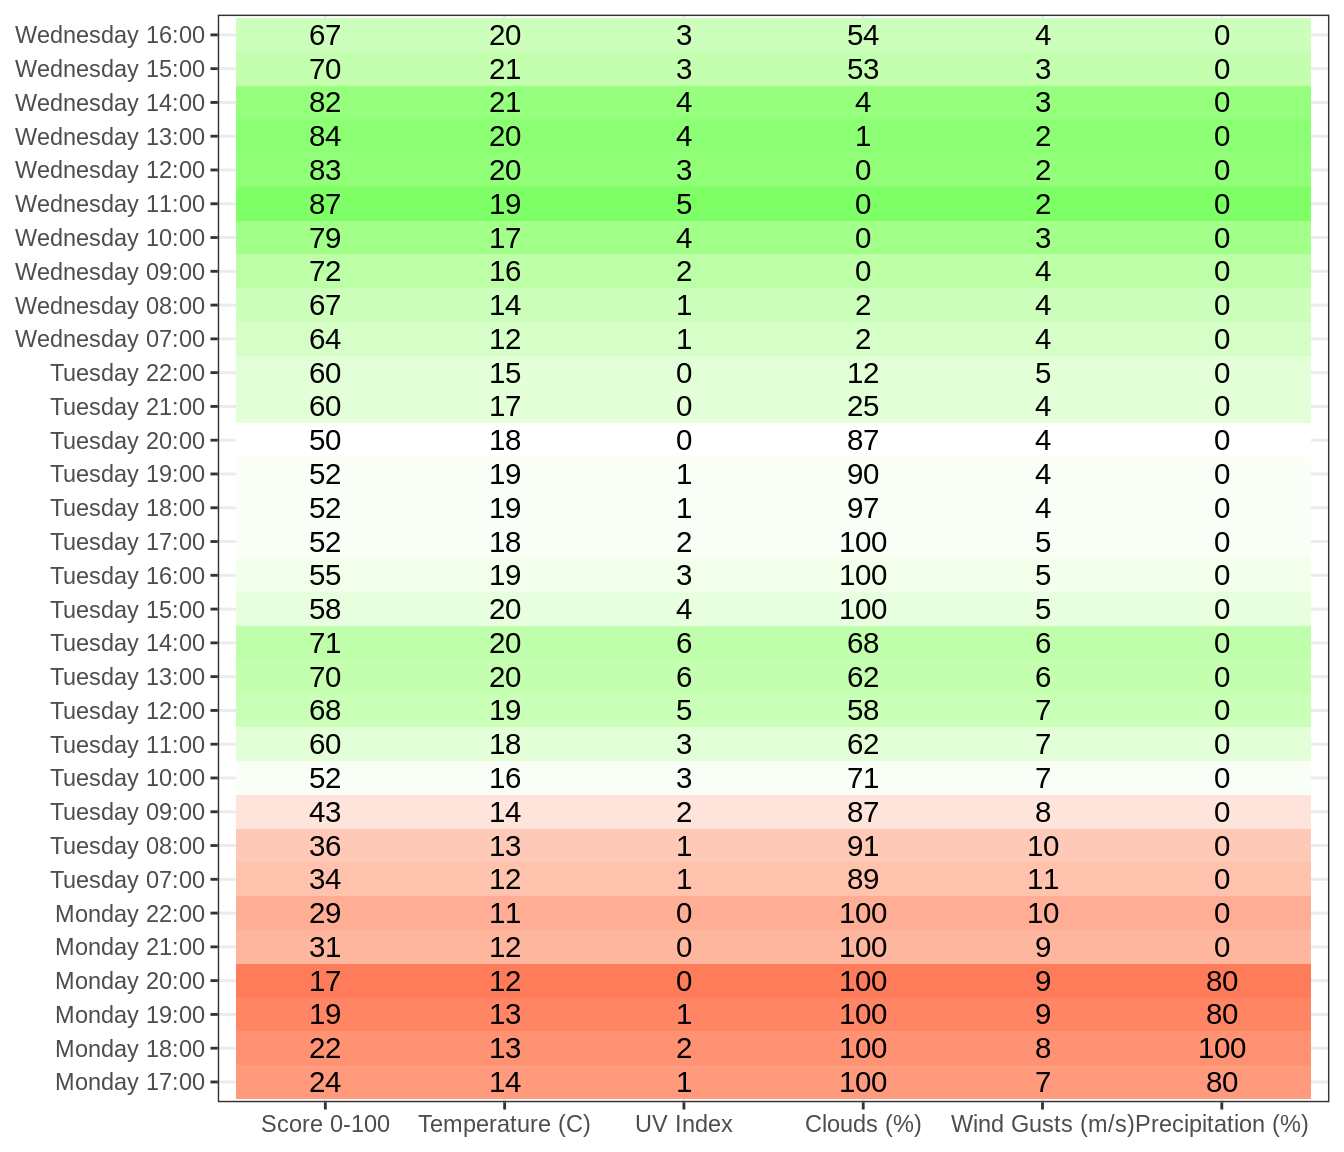 Wednesday 16:00 67 20 3 54 4 0
Wednesday 15:00 70 21 3 53 3 0
Wednesday 14:00 82 21 4 4 3 0
Wednesday 13:00 84 20 4 1 2 0
Wednesday 12:00 83 20 3 0 2 0
Wednesday 11:00 87 19 5 0 2 0
Wednesday 10:00 79 17 4 0 3 0
Wednesday 09:00 72 16 2 0 4 0
Wednesday 08:00 67 14 1 2 4 0
Wednesday 07:00 64 12 1 2 4 0
Tuesday 22:00 60 15 0 12 5 0
Tuesday 21:00 60 17 0 25 4 0
Tuesday 20:00 50 18 0 87 4 0
Tuesday 19:00 52 19 1 90 4 0
Tuesday 18:00 52 19 1 97 4 0
Tuesday 17:00 52 18 2 100 5 0
Tuesday 16:00 55 19 3 100 5 0
Tuesday 15:00 58 20 4 100 5 0
Tuesday 14:00 71 20 6 68 6 0
Tuesday 13:00 70 20 6 62 6 0
Tuesday 12:00 68 19 5 58 7 0
Tuesday 11:00 60 18 3 62 7 0
Tuesday 10:00 52 16 3 71 7 0
Tuesday 09:00 43 14 2 87 8 0
Tuesday 08:00 36 13 1 91 10 0
Tuesday 07:00 34 12 1 89 11 0
Monday 22:00 29 11 0 100 10 0
Monday 21:00 31 12 0 100 9 0
Monday 20:00 17 12 0 100 9 80
Monday 19:00 19 13 1 100 9 80
Monday 18:00 22 13 2 100 8 100
Monday 17:00 24 14 1 100 7 80
Score 0-100 Temperature (C) UV Index Clouds (%) Wind Gusts (m/s) Precipitation (%)